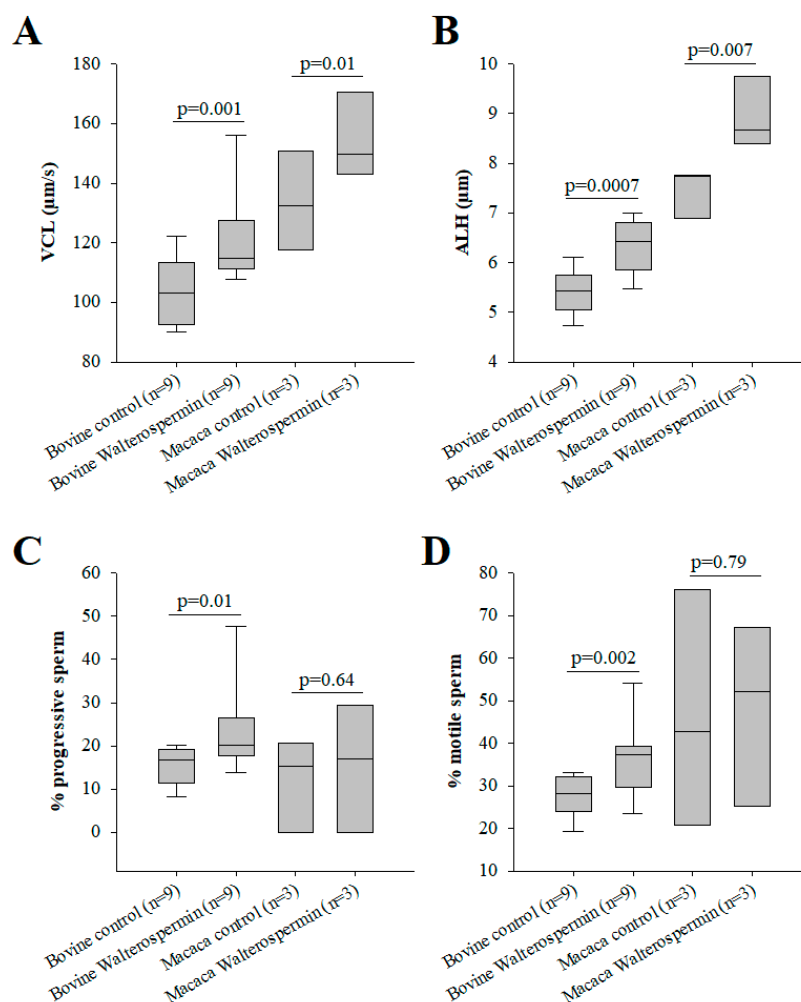 A
VCL (µm/s)
180
160
140
120
100
80
p=0.001
p=0.01
Bovine control (n=9)
Bovine Walterospermin (n=9)
Macaca control (n=3)
Macaca Walterospermin (n=3)
B
ALH (µm)
10
9
8
7
6
5
4
p=0.0007
p=0.007
Bovine control (n=9)
Bovine Walterospermin (n=9)
Macaca control (n=3)
Macaca Walterospermin (n=3)
C
% progressive sperm
60
50
40
30
20
10
0
p=0.01
p=0.64
Bovine control (n=9)
Bovine Walterospermin (n=9)
Macaca control (n=3)
Macaca Walterospermin (n=3)
D
% motile sperm
80
70
60
50
40
30
20
10
p=0.002
p=0.79
Bovine control (n=9)
Bovine Walterospermin (n=9)
Macaca control (n=3)
Macaca Walterospermin (n=3)